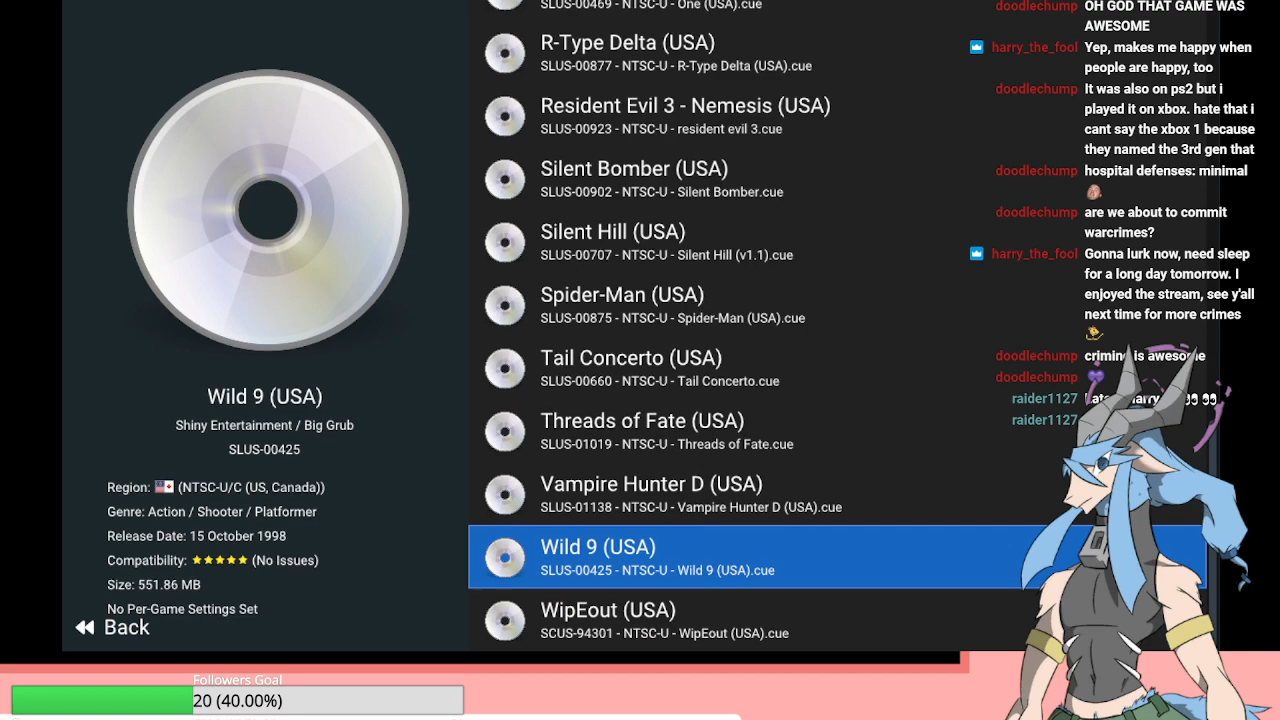 Wild 9 (USA)
Shiny Entertainment / Big Grub
SLUS-00425
Region: (NTSC-U/C (US, Canada))
Genre: Action / Shooter / Platformer
Release Date: 15 October 1998
Compatibility: ★★★★★ (No Issues)
Size: 551.86 MB
No Per-Game Settings Set
Back
SLUS-00469 - NTSC-U - One (USA).cue
R-Type Delta (USA)
SLUS-00877 - NTSC-U - R-Type Delta (USA).cue
Resident Evil 3 - Nemesis (USA)
SLUS-00923 - NTSC-U - resident evil 3.cue
Silent Bomber (USA)
SLUS-00902 - NTSC-U - Silent Bomber.cue
Silent Hill (USA)
SLUS-00707 - NTSC-U - Silent Hill (v1.1).cue
Spider-Man (USA)
SLUS-00875 - NTSC-U - Spider-Man (USA).cue
Tail Concerto (USA)
SLUS-00660 - NTSC-U - Tail Concerto.cue
Threads of Fate (USA)
SLUS-01019 - NTSC-U - Threads of Fate.cue
Vampire Hunter D (USA)
SLUS-01138 - NTSC-U - Vampire Hunter D (USA).cue
Wild 9 (USA)
SLUS-00425 - NTSC-U - Wild 9 (USA).cue
WipEout (USA)
SCUS-94301 - NTSC-U - WipEout (USA).cue
doodlechump OH GOD THAT GAME WAS
AWESOME
harry_the_fool Yep, makes me happy when
people are happy, too
doodlechump It was also on ps2 but i
played it on xbox. hate that i
cant say the xbox 1 because
they named the 3rd gen that
doodlechump hospital defenses: minimal
doodlechump are we about to commit
warcrimes?
harry_the_fool Gonna lurk now, need sleep
for a long day tomorrow. I
enjoyed the stream, see y'all
next time for more crimes
doodlechump is awesome
doodlechump
raider1127
raider1127
Followers Goal
20 (40.00%)